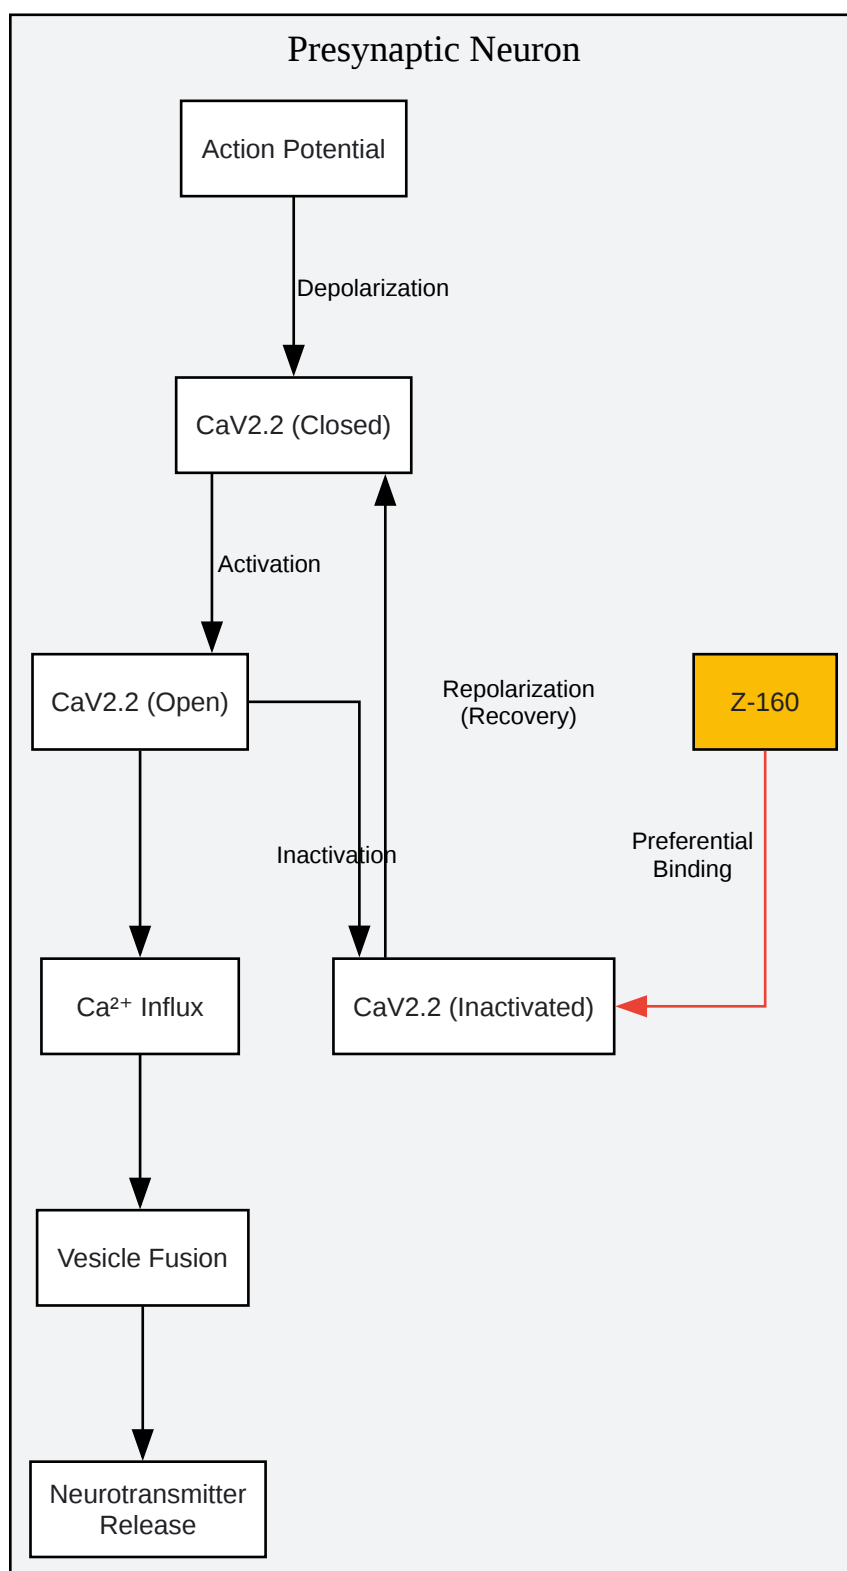 Presynaptic Neuron
Action Potential
Depolarization
CaV2.2 (Closed)
Activation
CaV2.2 (Open)
Repolarization
(Recovery)
Z-160
Inactivation
Preferential
Binding
Ca²⁺ Influx
CaV2.2 (Inactivated)
Vesicle Fusion
Neurotransmitter
Release